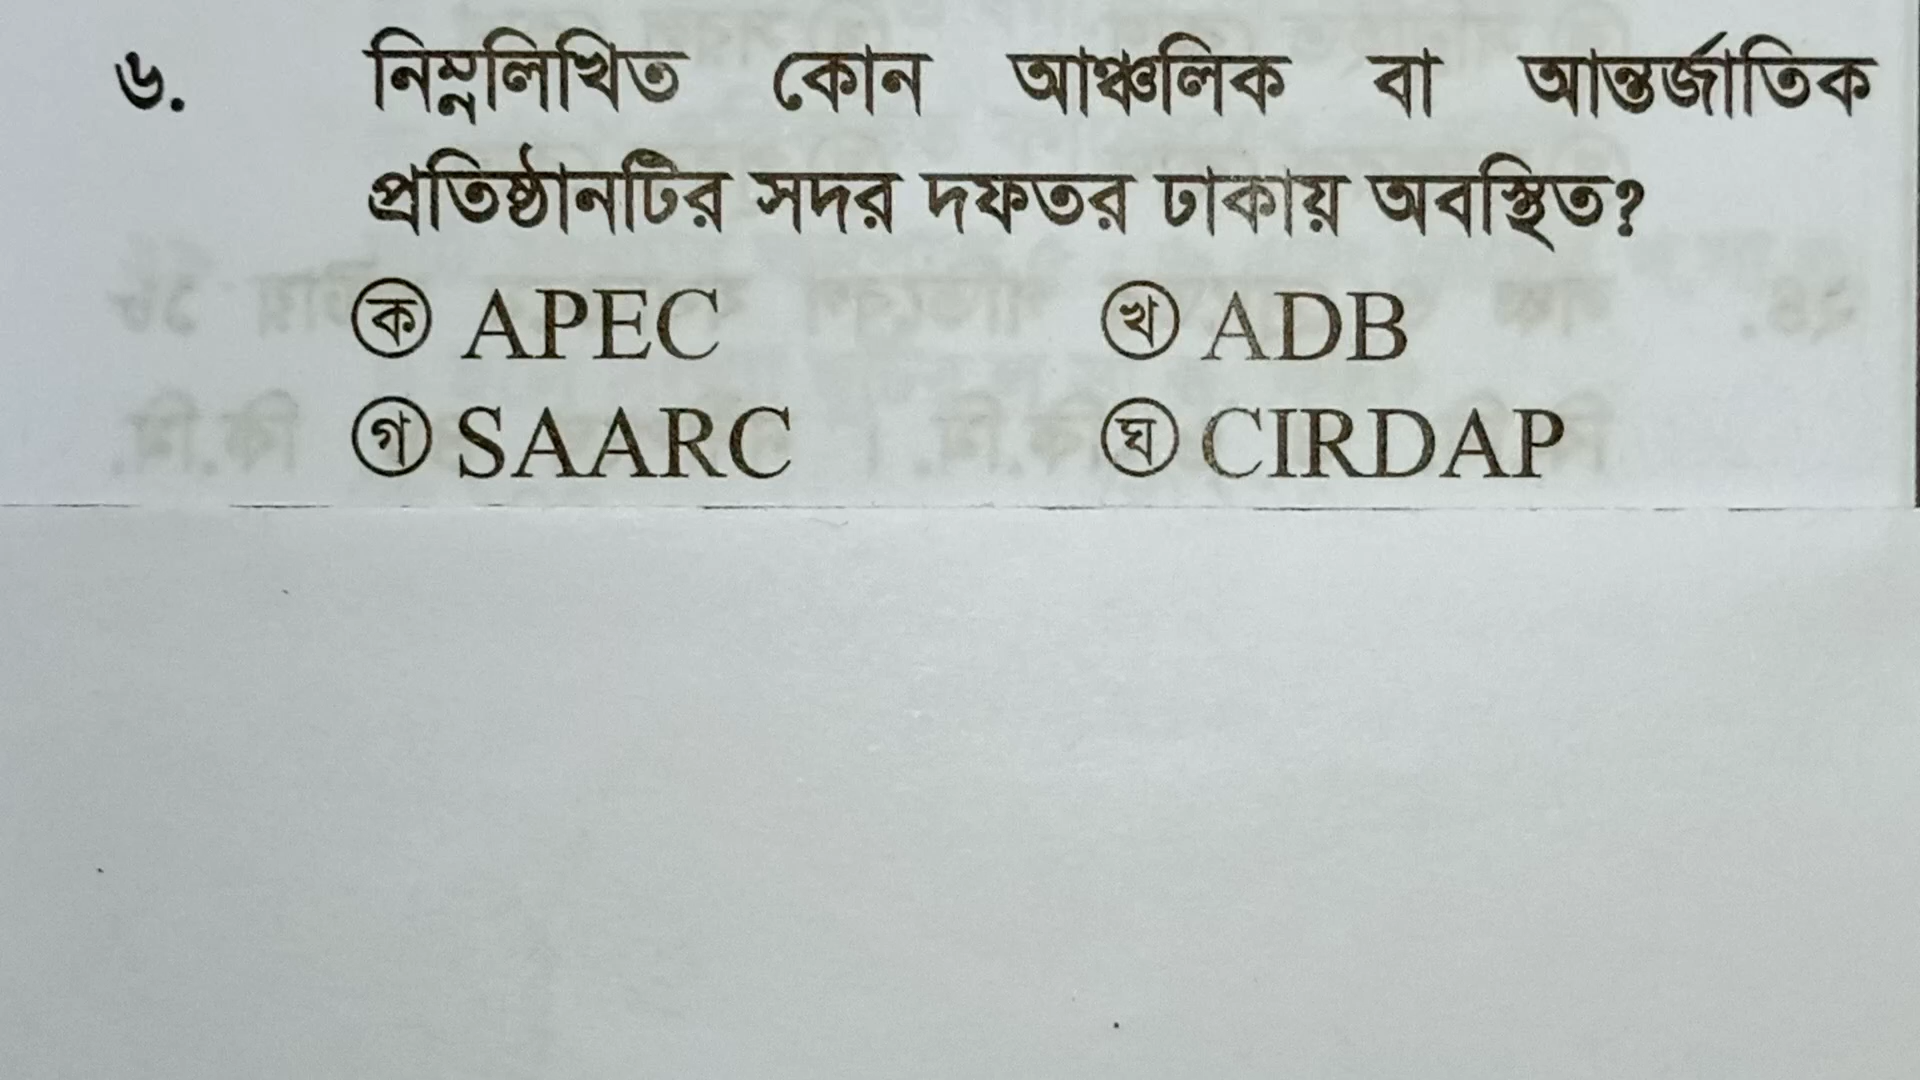 ৬. নিম্নলিখিত কোন আঞ্চলিক বা আন্তর্জাতিক
প্রতিষ্ঠানটির সদর দফতর ঢাকায় অবস্থিত?
ক APEC খ ADB
গ SAARC ঘ CIRDAP